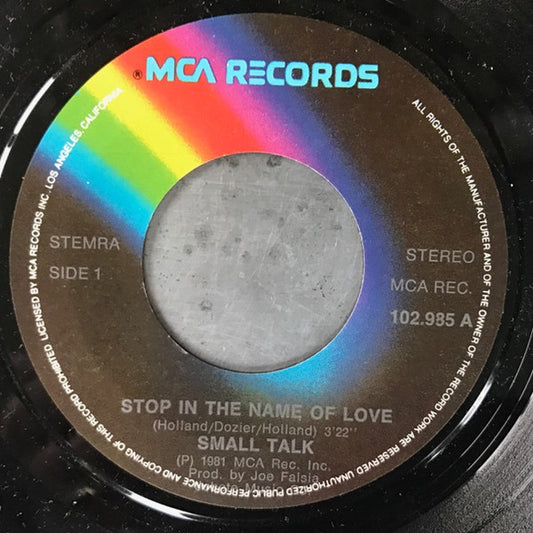 ® MCA RECORDS
STEMRA
SIDE 1
STEREO
MCA REC.
102.985 A
STOP IN THE NAME OF LOVE
(Holland/Dozier/Holland) 3'22"
SMALL TALK
(P) 1981 MCA Rec. Inc.
Prod. by Joe Falsia
Music
ALL RIGHTS OF THE MANUFACTURER AND OF THE OWNER OF THE RECORD WORK ARE RESERVED UNAUTHORIZED PUBLIC PERFORMANCE AND COPYING OF THIS RECORD PROHIBITED LICENSED BY MCA RECORDS INC., LOS ANGELES, CALIFORNIA